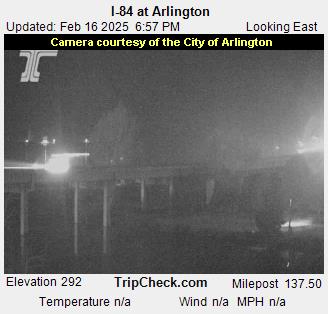 I-84 at Arlington
Updated: Feb 16 2025 6:57 PM Looking East
Camera courtesy of the City of Arlington
Elevation 292 TripCheck.com Milepost 137.50
Temperature n/a Wind n/a MPH n/a